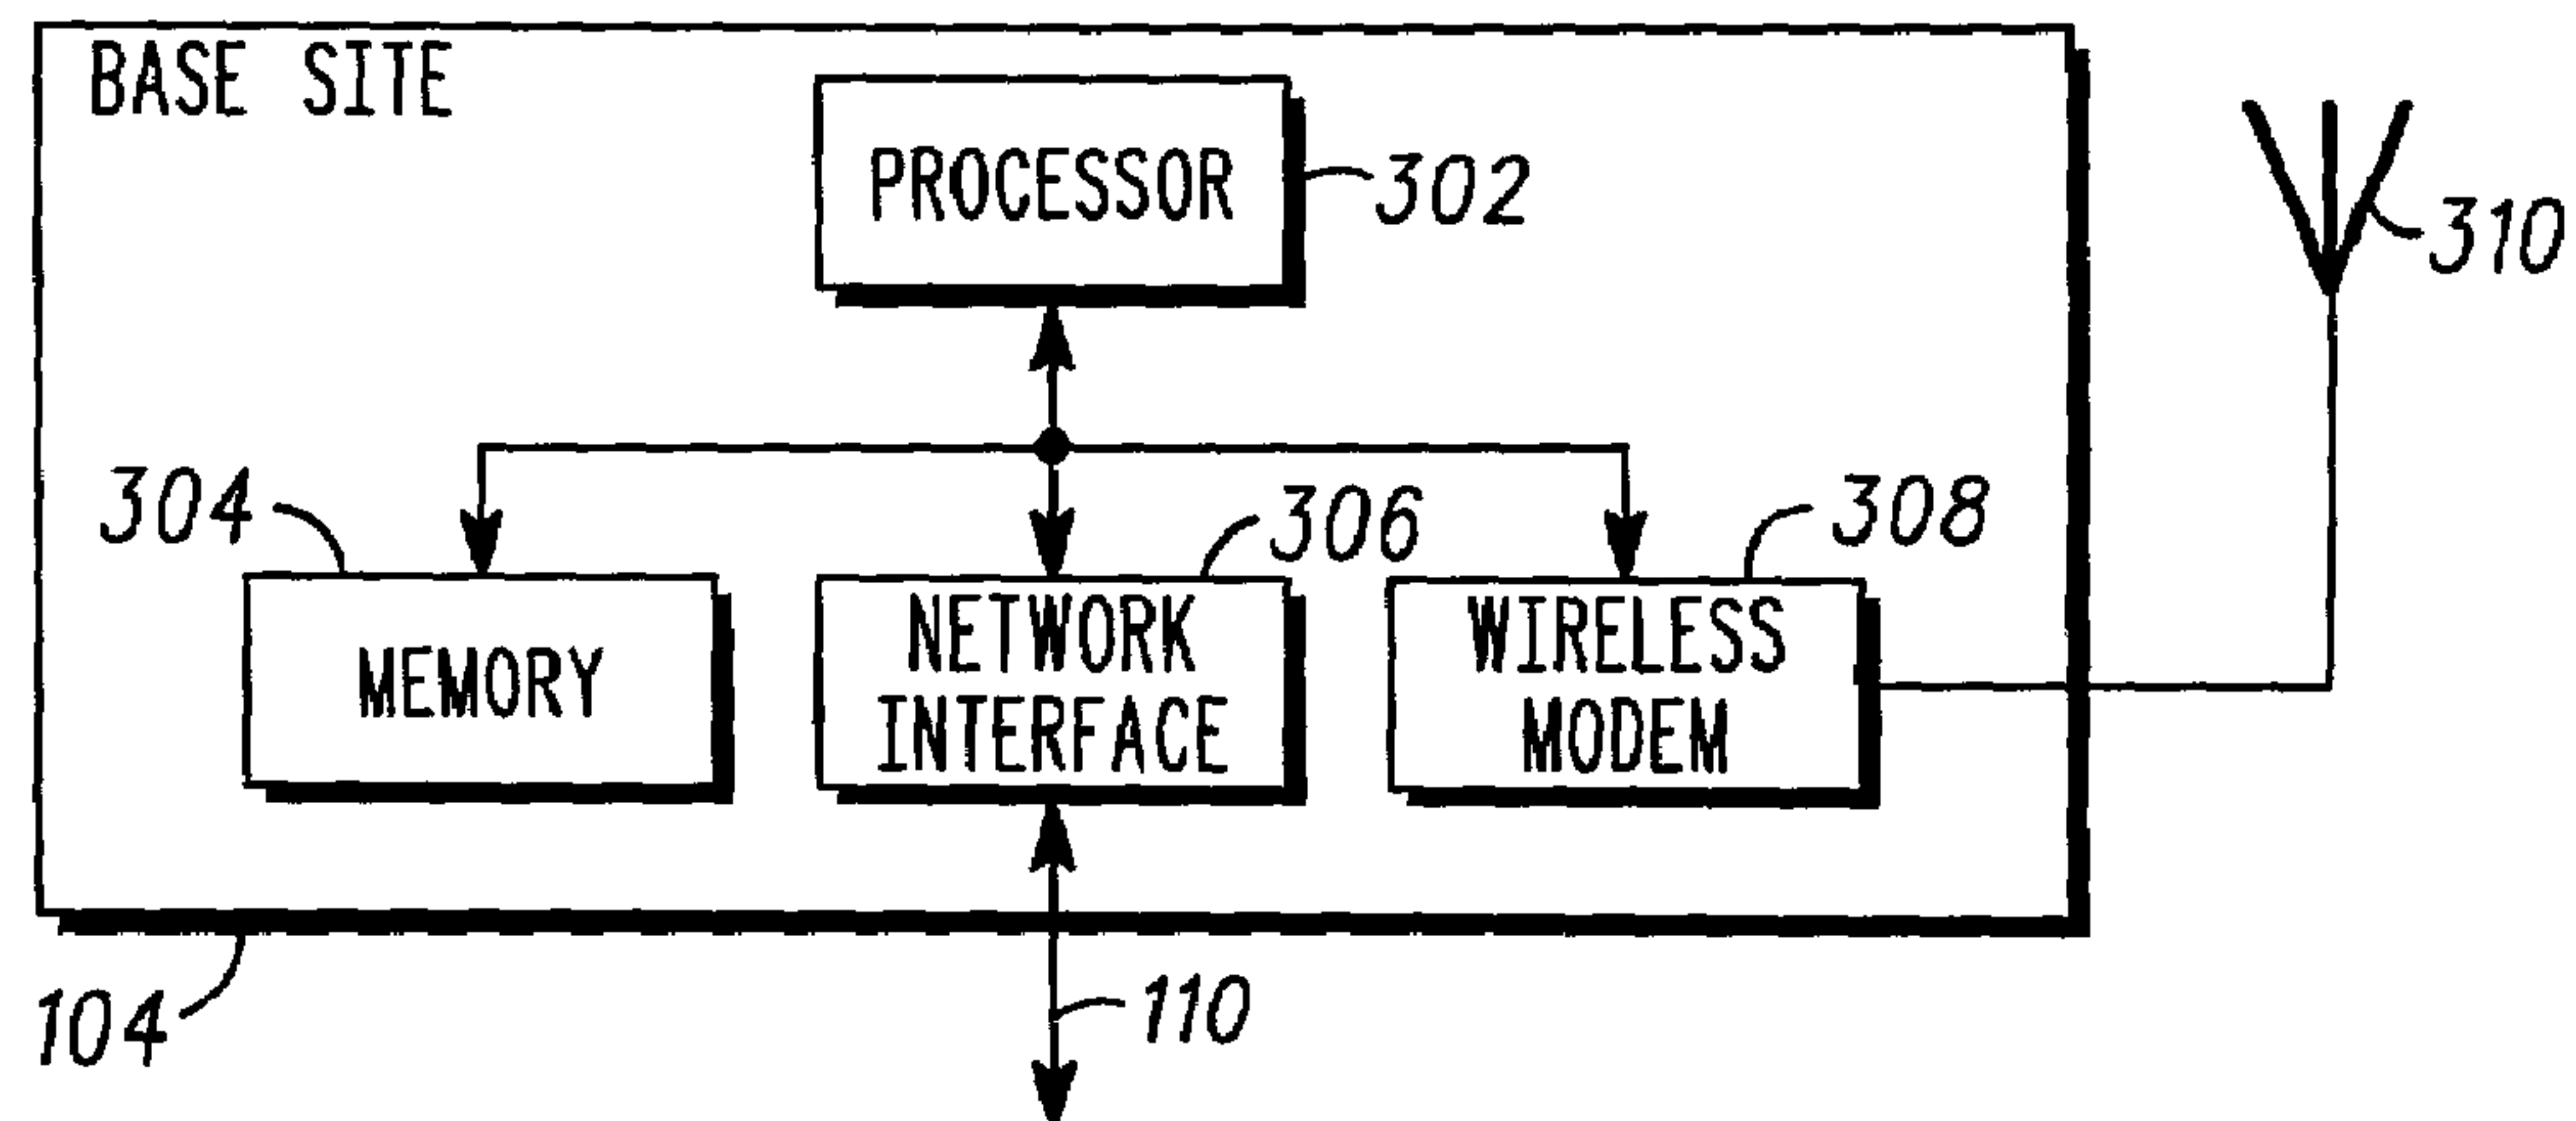 BASE SITE
PROCESSOR
302
310
304
306
308
MEMORY
NETWORK
INTERFACE
WIRELESS
MODEM
104
110